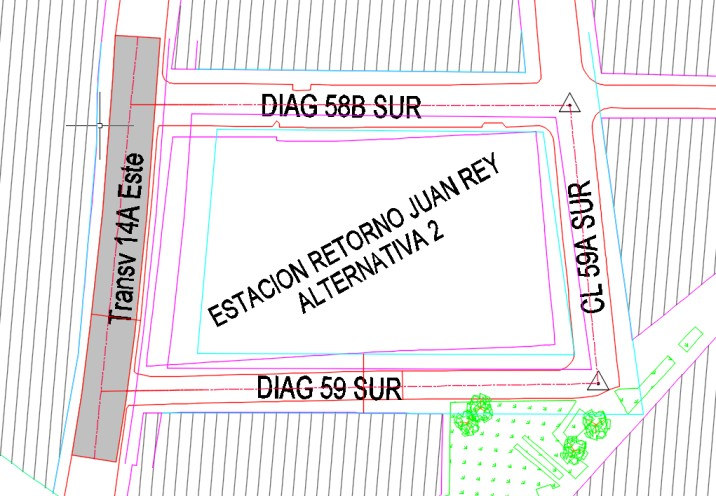 DIAG 58B SUR
Transv 14A Este
ESTACION RETORNO JUAN REY
ALTERNATIVA 2
CL 59A SUR
DIAG 59 SUR